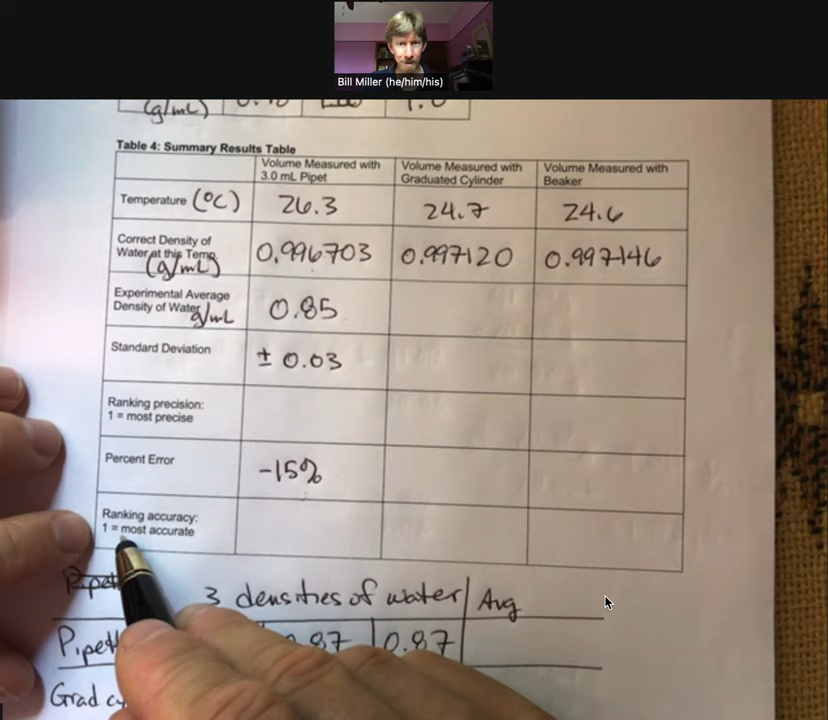 Bill Miller (he/him/his)
(g/mL) 1.0
Table 4: Summary Results Table
Volume Measured with 3.0 mL Pipet
Volume Measured with Graduated Cylinder
Volume Measured with Beaker
Temperature (°C) 26.3 24.7 24.6
Correct Density of
Water at this Temp. 0.996703 0.997120 0.997146
(g/mL)
Experimental Average
Density of Water g/mL 0.85
Standard Deviation ± 0.03
Ranking precision:
1 = most precise
Percent Error -15%
Ranking accuracy:
1 = most accurate
3 densities of water Avg
0.87
Grad